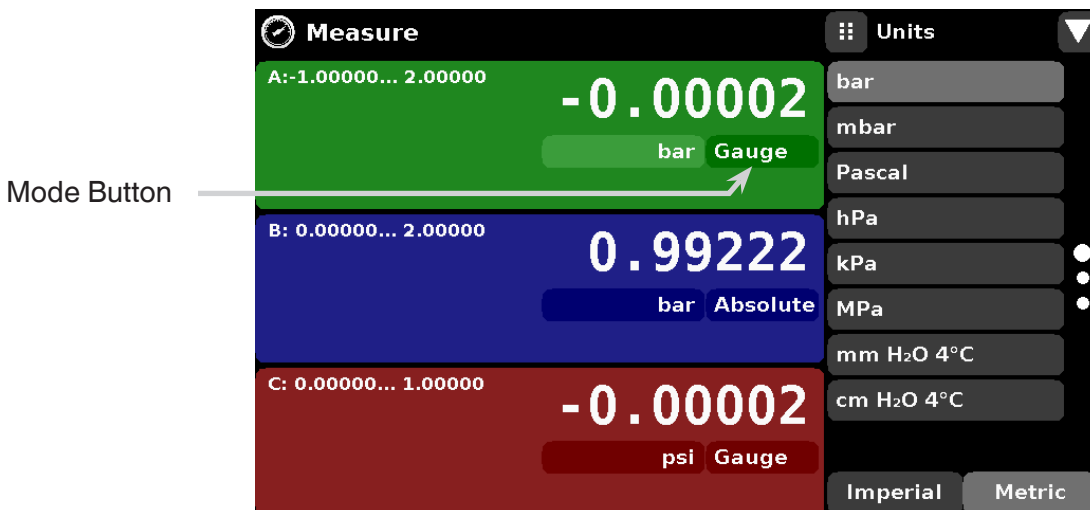 Measure
A:-1.00000... 2.00000
-0.00002
bar Gauge
Mode Button
B: 0.00000... 2.00000
0.99222
bar Absolute
C: 0.00000... 1.00000
-0.00002
psi Gauge
Units
bar
mbar
Pascal
hPa
kPa
MPa
mm H₂O 4°C
cm H₂O 4°C
Imperial Metric